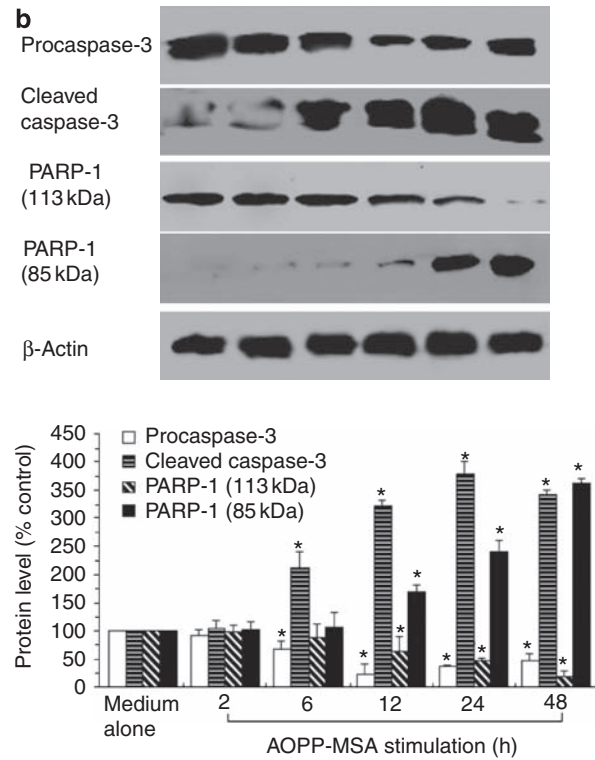 b
Procaspase-3
Cleaved
caspase-3
PARP-1
(113 kDa)
PARP-1
(85 kDa)
β-Actin
Protein level (% control)
450
400
350
300
250
200
150
100
50
0
Procaspase-3
Cleaved caspase-3
PARP-1 (113 kDa)
PARP-1 (85 kDa)
*
*
*
*
*
*
*
*
*
*
*
*
*
*
Medium
alone
2
6
12
24
48
AOPP-MSA stimulation (h)